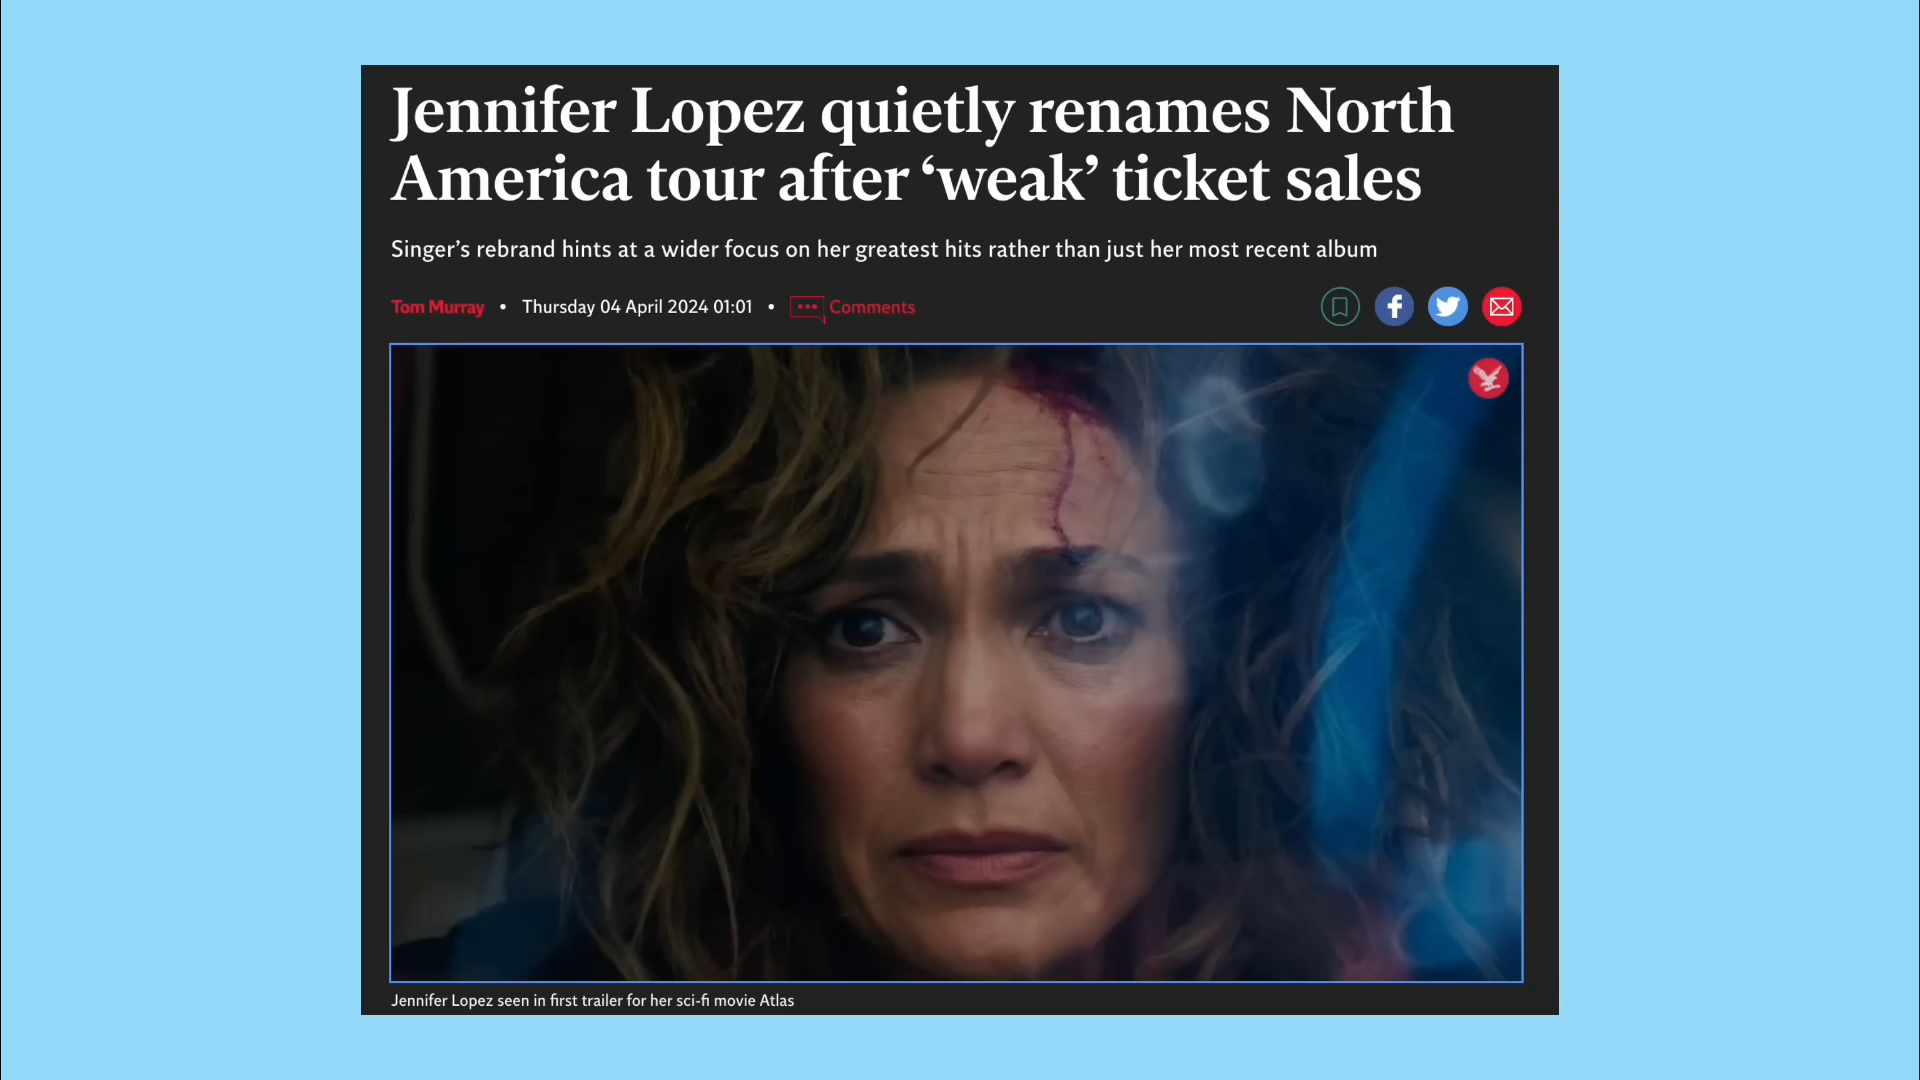 Jennifer Lopez quietly renames North
America tour after ‘weak’ ticket sales
Singer’s rebrand hints at a wider focus on her greatest hits rather than just her most recent album
Tom Murray • Thursday 04 April 2024 01:01 • Comments
Jennifer Lopez seen in first trailer for her sci-fi movie Atlas